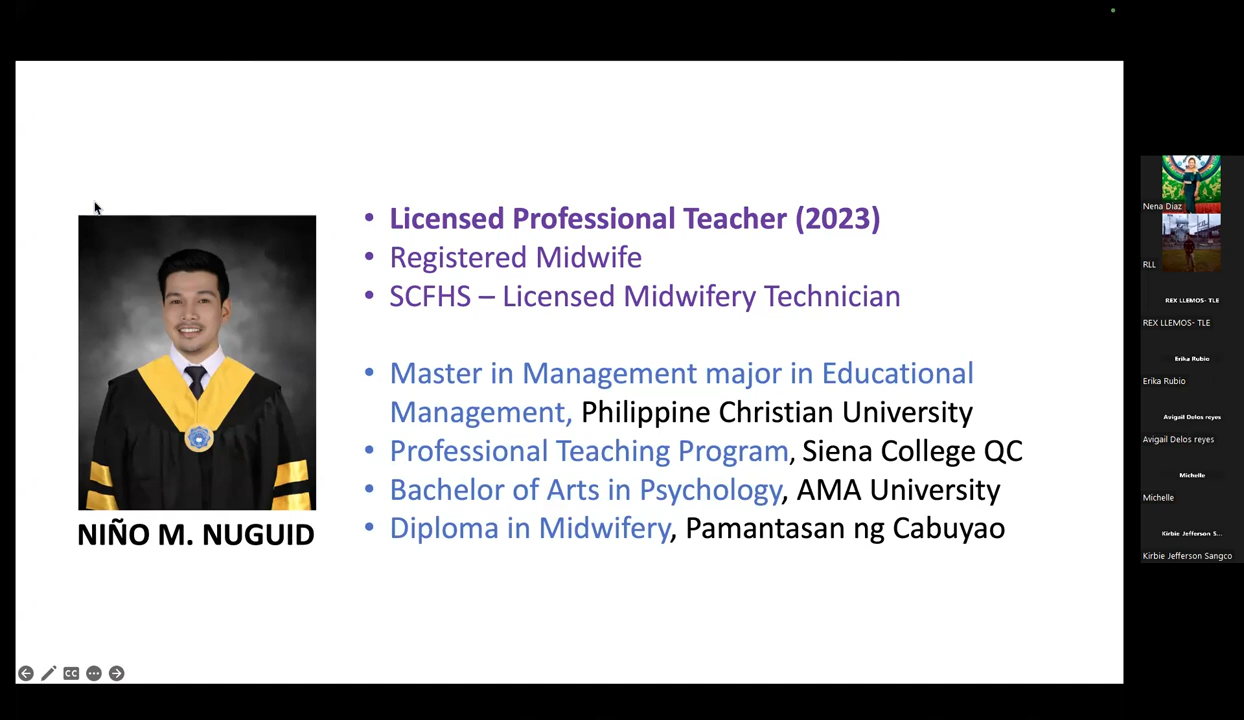 • Licensed Professional Teacher (2023)
• Registered Midwife
• SCFHS – Licensed Midwifery Technician
• Master in Management major in Educational
Management, Philippine Christian University
• Professional Teaching Program, Siena College QC
• Bachelor of Arts in Psychology, AMA University
• Diploma in Midwifery, Pamantasan ng Cabuyao
NIÑO M. NUGUID
CC
Nena Diaz
RLL
REX LLEMOS- TLE
REX LLEMOS- TLE
Erika Rubio
Erika Rubio
Avigail Delos reyes
Avigail Delos reyes
Michelle
Michelle
Kirbie Jefferson S...
Kirbie Jefferson Sangco